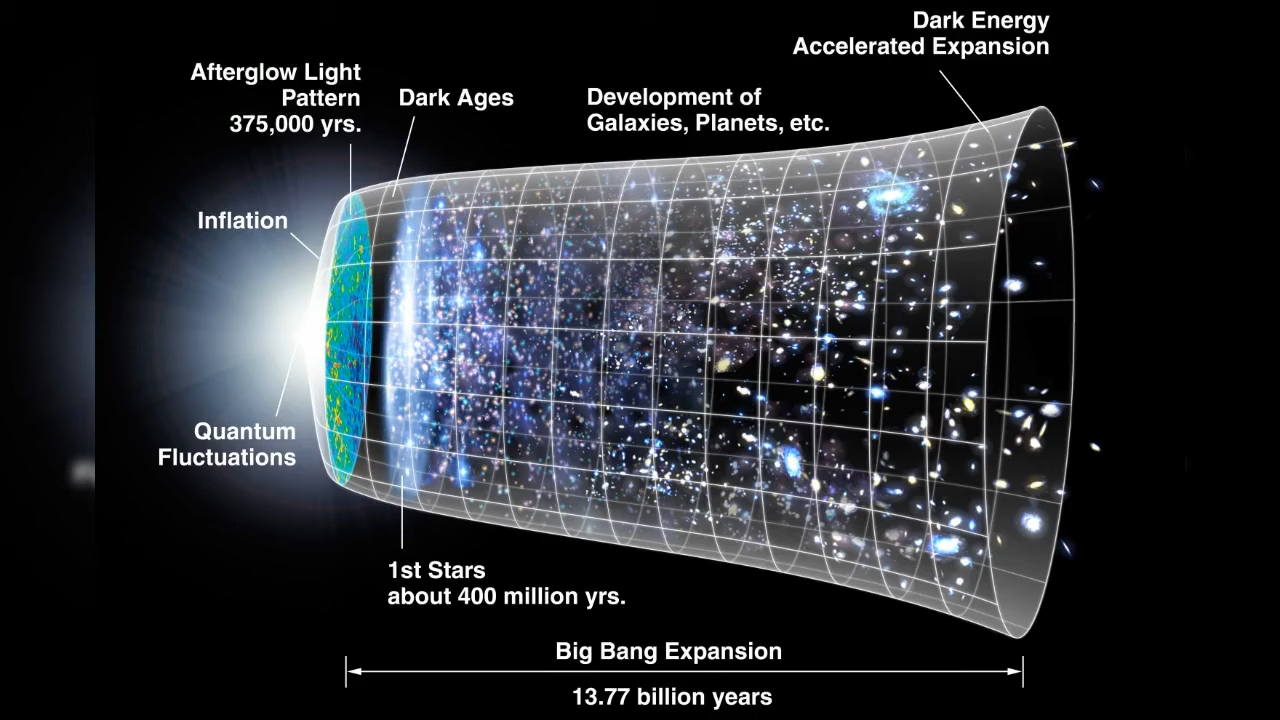 Dark Energy
Accelerated Expansion
Afterglow Light
Pattern
375,000 yrs.
Dark Ages
Development of
Galaxies, Planets, etc.
Inflation
Quantum
Fluctuations
1st Stars
about 400 million yrs.
Big Bang Expansion
13.77 billion years